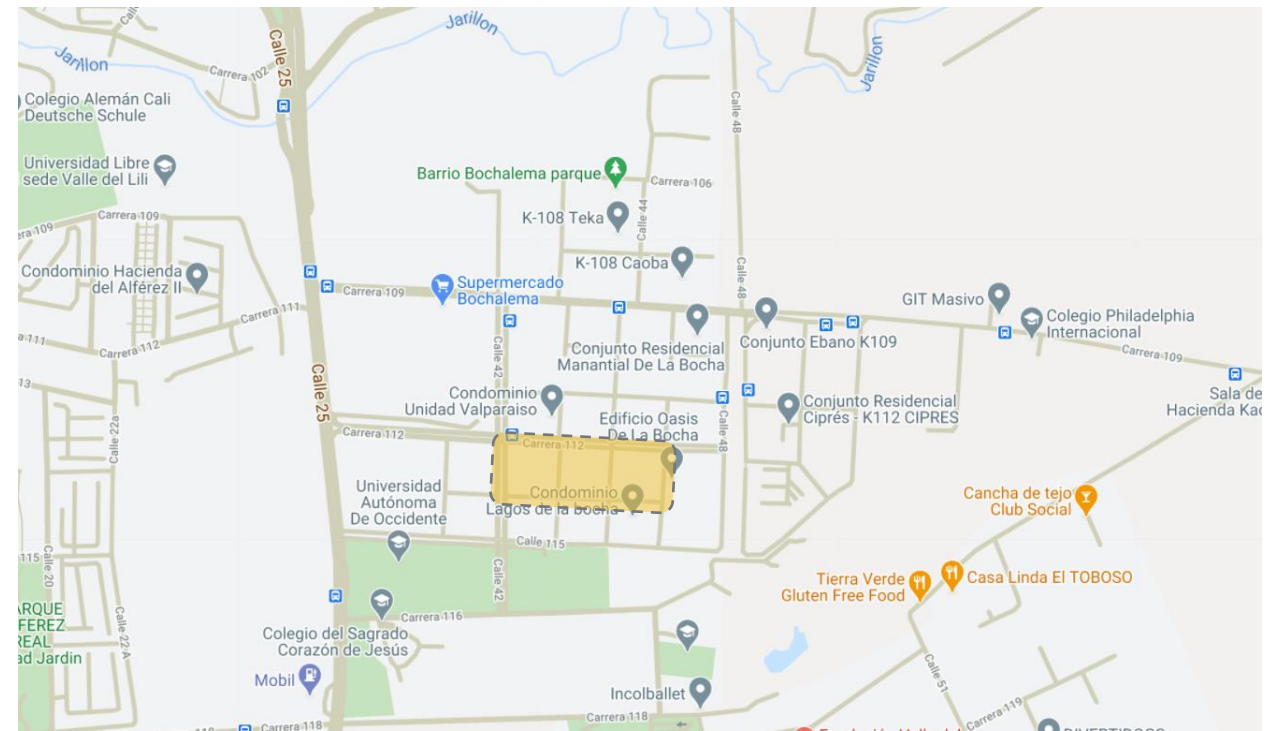 Jarillon
Calle 25
Jarillon
Carrera 102
Jarillon
Colegio Alemán Cali
Deutsche Schule
Calle 48
Universidad Libre
sede Valle del Lili
Barrio Bochalema parque
Carrera 106
Calle 44
K-108 Teka
Carrera 109
K-108 Caoba
Calle 48
Condominio Hacienda
del Alférez II
Carrera 109
Supermercado
Bochalema
GIT Masivo
Carrera 111
Colegio Philadelphia
Internacional
Carrera 112
Calle 42
Conjunto Residencial
Manantial De La Bocha
Conjunto Ebano K109
Carrera 109
Calle 25
Sala de
Condominio
Unidad Valparaiso
Conjunto Residencial
Ciprés - K112 CIPRES
Edificio Oasis
De La Bocha
Calle 48
Calle 22a
Carrera 112
Carrera 112
Universidad
Autónoma
De Occidente
Condominio
Lagos de la bocha
Cancha de tejo
Club Social
Calle 115
Calle 20
Calle 42
Tierra Verde
Gluten Free Food
Casa Linda El TOBOSO
Calle 22 A
Carrera 116
Colegio del Sagrado
Corazón de Jesús
Mobil
Calle 51
Incolballet
Carrera 118
Carrera 118
Carrera 119